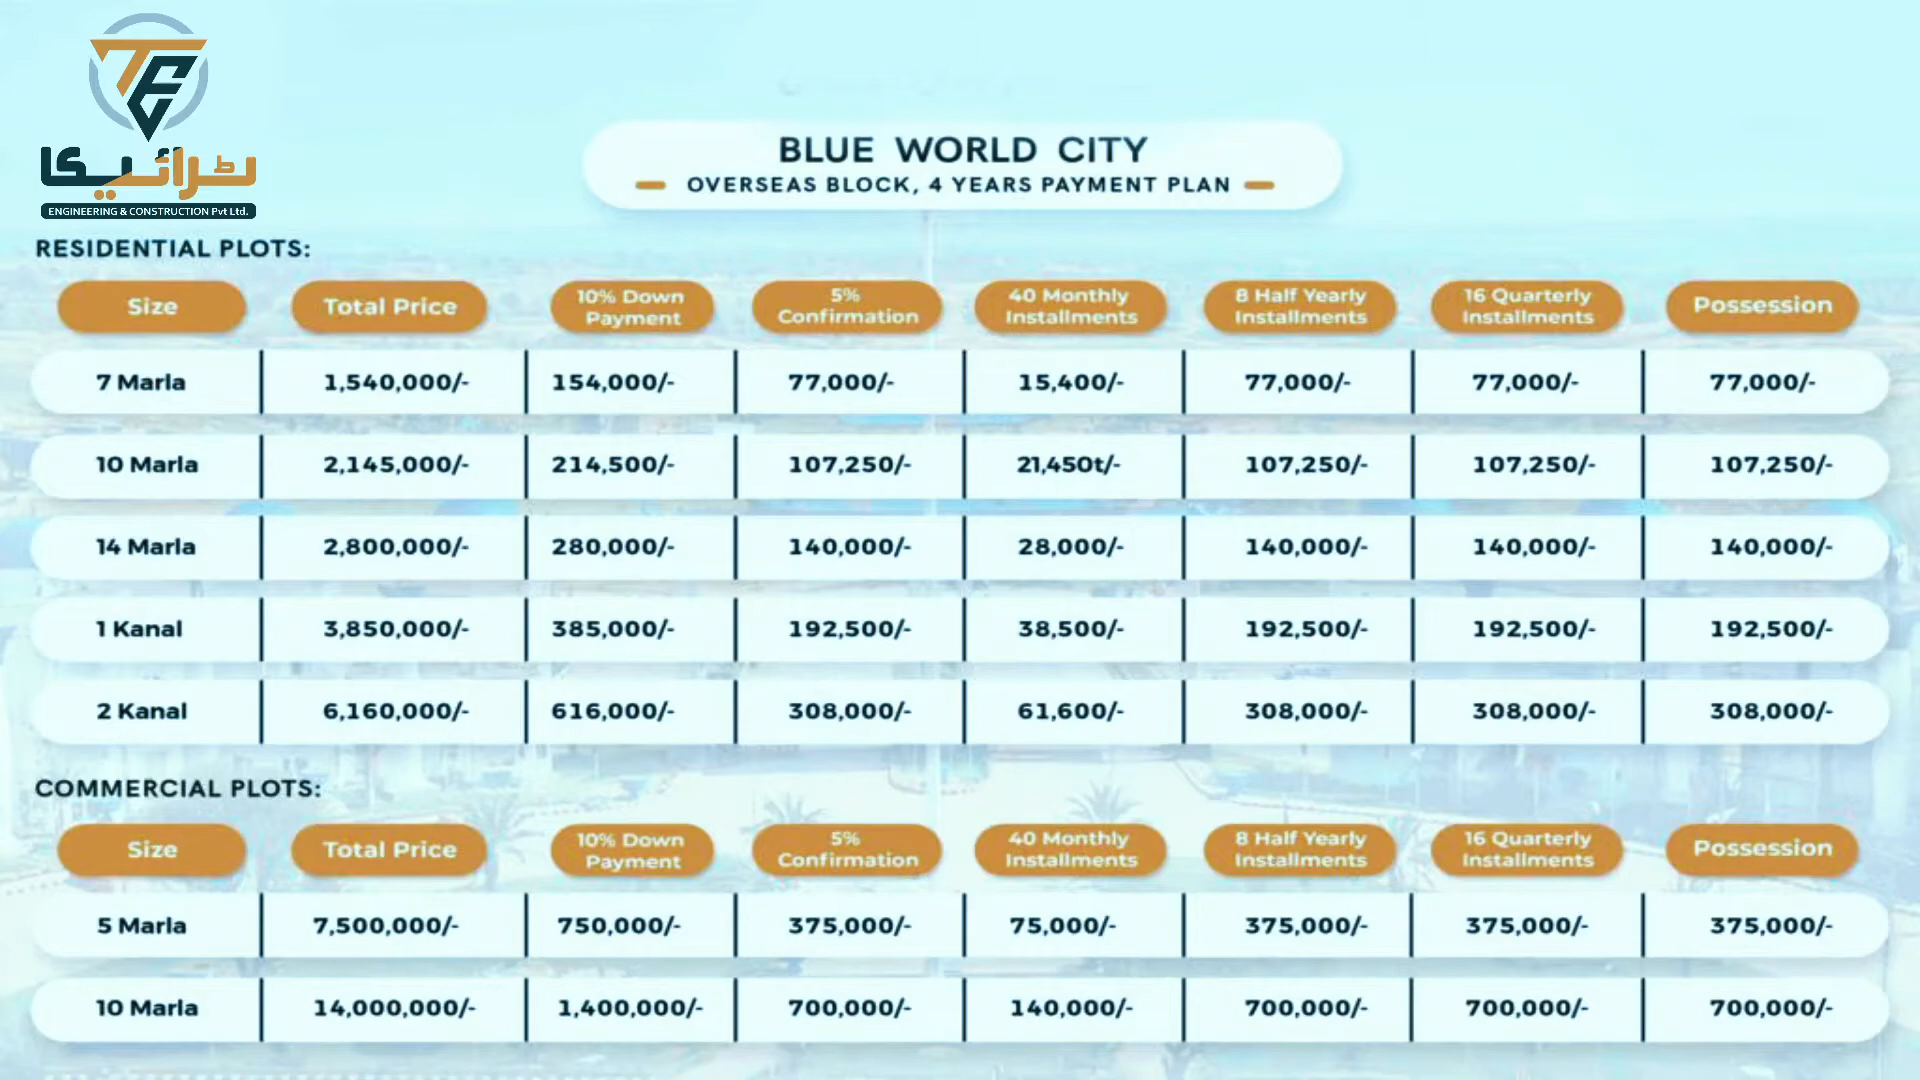 ٹرائیکا
ENGINEERING & CONSTRUCTION Pvt Ltd.
BLUE WORLD CITY
OVERSEAS BLOCK, 4 YEARS PAYMENT PLAN
RESIDENTIAL PLOTS:
Size Total Price 10% Down Payment 5% Confirmation 40 Monthly Installments 8 Half Yearly Installments 16 Quarterly Installments Possession
7 Marla 1,540,000/- 154,000/- 77,000/- 15,400/- 77,000/- 77,000/- 77,000/-
10 Marla 2,145,000/- 214,500/- 107,250/- 21,450t/- 107,250/- 107,250/- 107,250/-
14 Marla 2,800,000/- 280,000/- 140,000/- 28,000/- 140,000/- 140,000/- 140,000/-
1 Kanal 3,850,000/- 385,000/- 192,500/- 38,500/- 192,500/- 192,500/- 192,500/-
2 Kanal 6,160,000/- 616,000/- 308,000/- 61,600/- 308,000/- 308,000/- 308,000/-
COMMERCIAL PLOTS:
Size Total Price 10% Down Payment 5% Confirmation 40 Monthly Installments 8 Half Yearly Installments 16 Quarterly Installments Possession
5 Marla 7,500,000/- 750,000/- 375,000/- 75,000/- 375,000/- 375,000/- 375,000/-
10 Marla 14,000,000/- 1,400,000/- 700,000/- 140,000/- 700,000/- 700,000/- 700,000/-